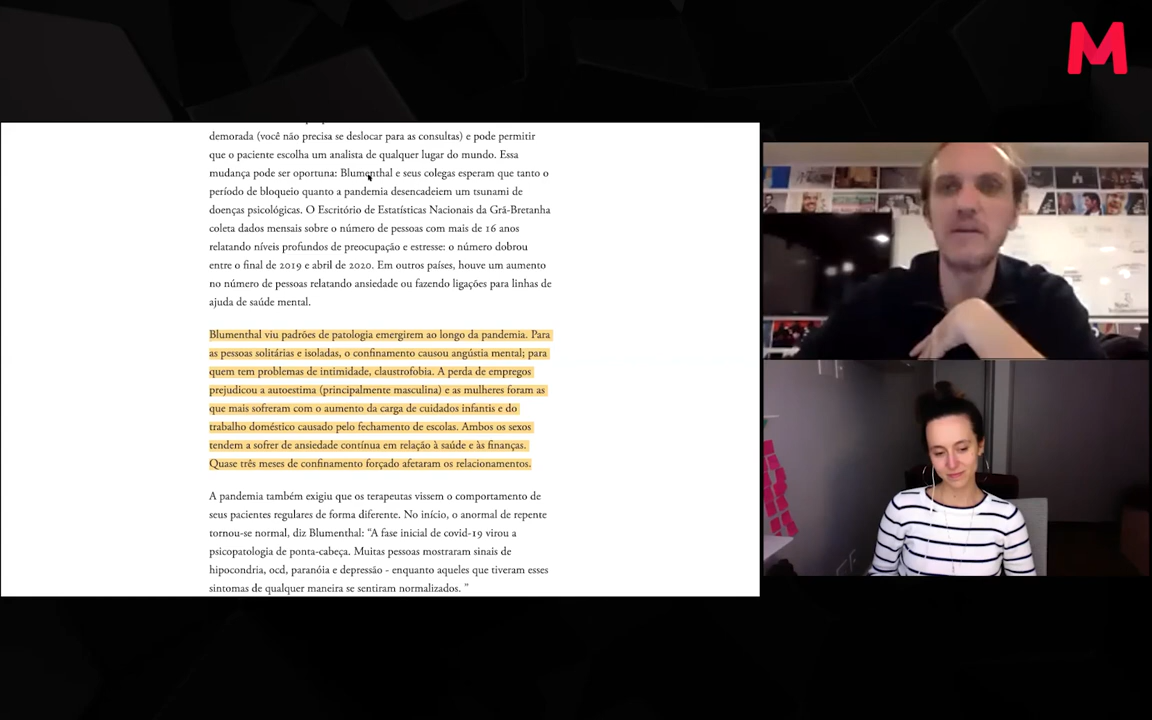 M
demorada (você não precisa se deslocar para as consultas) e pode permitir
que o paciente escolha um analista de qualquer lugar do mundo. Essa
mudança pode ser oportuna: Blumenthal e seus colegas esperam que tanto o
período de bloqueio quanto a pandemia desencadeiem um tsunami de
doenças psicológicas. O Escritório de Estatísticas Nacionais da Grã-Bretanha
coleta dados mensais sobre o número de pessoas com mais de 16 anos
relatando níveis profundos de preocupação e estresse: o número dobrou
entre o final de 2019 e abril de 2020. Em outros países, houve um aumento
no número de pessoas relatando ansiedade ou fazendo ligações para linhas de
ajuda de saúde mental.
Blumenthal viu padrões de patologia emergirem ao longo da pandemia. Para
as pessoas solitárias e isoladas, o confinamento causou angústia mental; para
quem tem problemas de intimidade, claustrofobia. A perda de empregos
prejudicou a autoestima (principalmente masculina) e as mulheres foram as
que mais sofreram com o aumento da carga de cuidados infantis e do
trabalho doméstico causado pelo fechamento de escolas. Ambos os sexos
tendem a sofrer de ansiedade contínua em relação à saúde e às finanças.
Quase três meses de confinamento forçado afetaram os relacionamentos.
A pandemia também exigiu que os terapeutas vissem o comportamento de
seus pacientes regulares de forma diferente. No início, o anormal de repente
tornou-se normal, diz Blumenthal: “A fase inicial de covid-19 virou a
psicopatologia de ponta-cabeça. Muitas pessoas mostraram sinais de
hipocondria, ocd, paranóia e depressão - enquanto aqueles que tiveram esses
sintomas de qualquer maneira se sentiram normalizados. ”